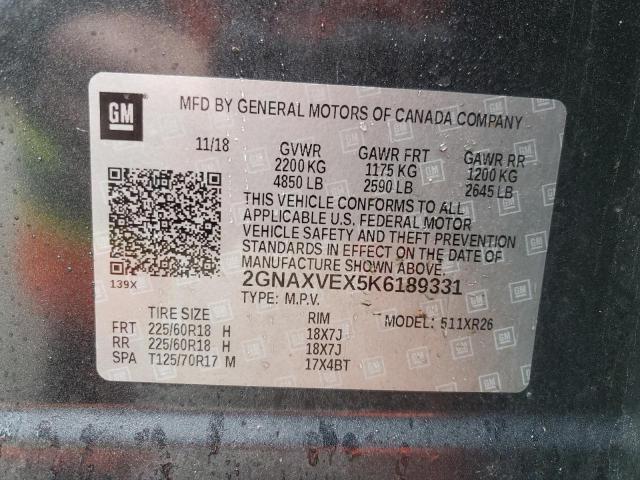 GM
MFD BY GENERAL MOTORS OF CANADA COMPANY
11/18 GVWR GAWR FRT GAWR RR
2200 KG 1175 KG 1200 KG
4850 LB 2590 LB 2645 LB
THIS VEHICLE CONFORMS TO ALL
APPLICABLE U.S. FEDERAL MOTOR
VEHICLE SAFETY AND THEFT PREVENTION
STANDARDS IN EFFECT ON THE DATE OF
MANUFACTURE SHOWN ABOVE.
139X
2GNAXVEX5K6189331
TYPE: M.P.V.
TIRE SIZE RIM MODEL: 511XR26
FRT 225/60R18 H 18X7J
RR 225/60R18 H 18X7J
SPA T125/70R17 M 17X4BT